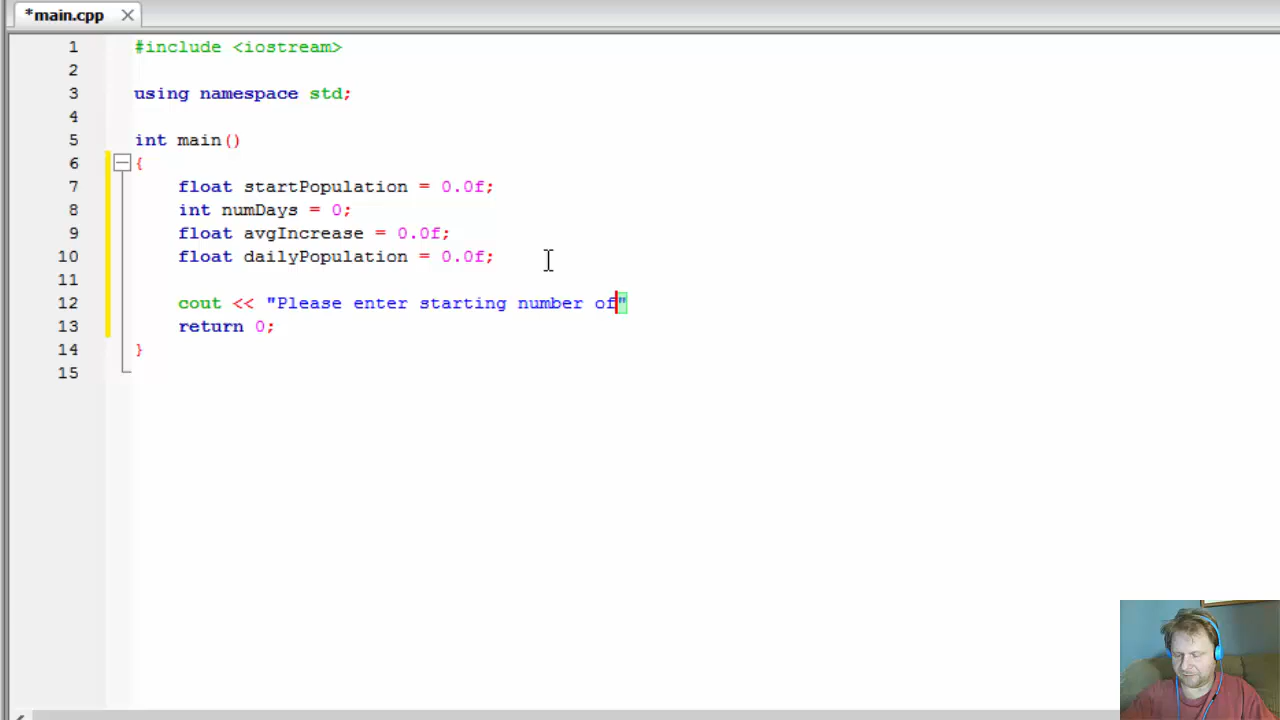 *main.cpp
1 #include <iostream>
2
3 using namespace std;
4
5 int main()
6 {
7 float startPopulation = 0.0f;
8 int numDays = 0;
9 float avgIncrease = 0.0f;
10 float dailyPopulation = 0.0f;
11
12 cout << "Please enter starting number of"
13 return 0;
14 }
15